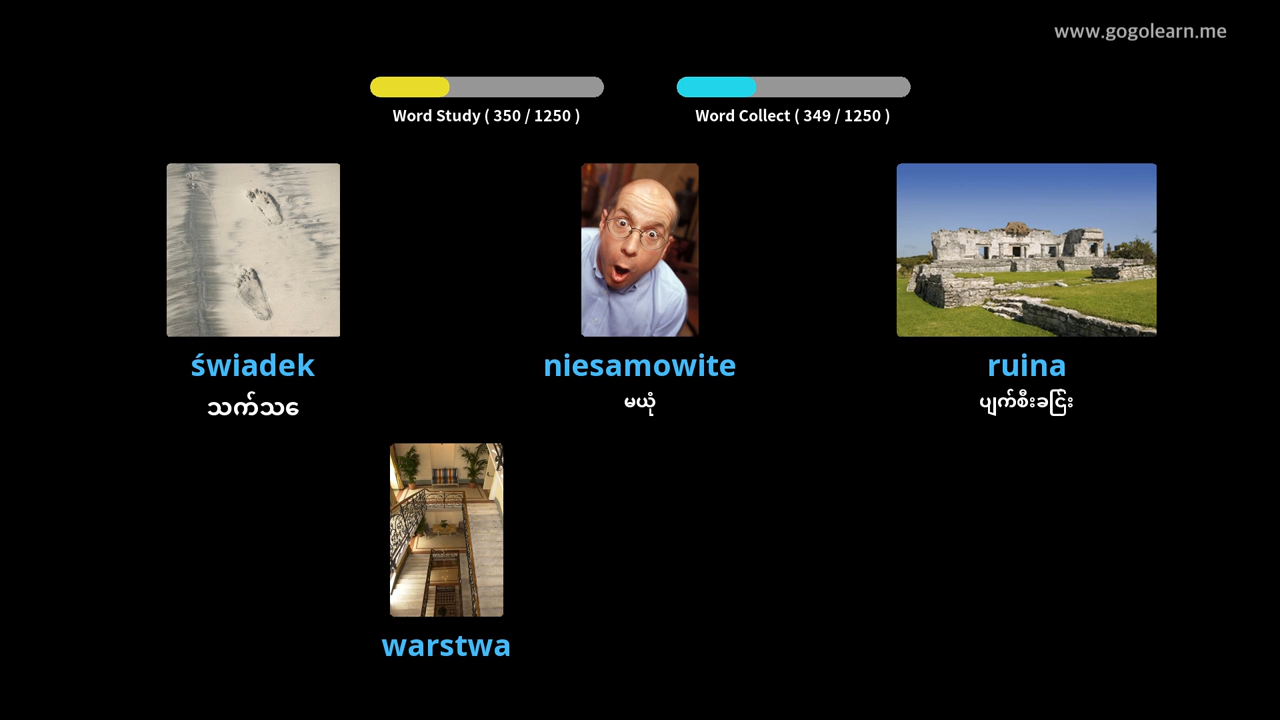 www.gogolearn.me
Word Study ( 350 / 1250 )
Word Collect ( 349 / 1250 )
świadek
niesamowite
ruina
သက်သေ
မယုံ
ပျက်စီးခြင်း
warstwa